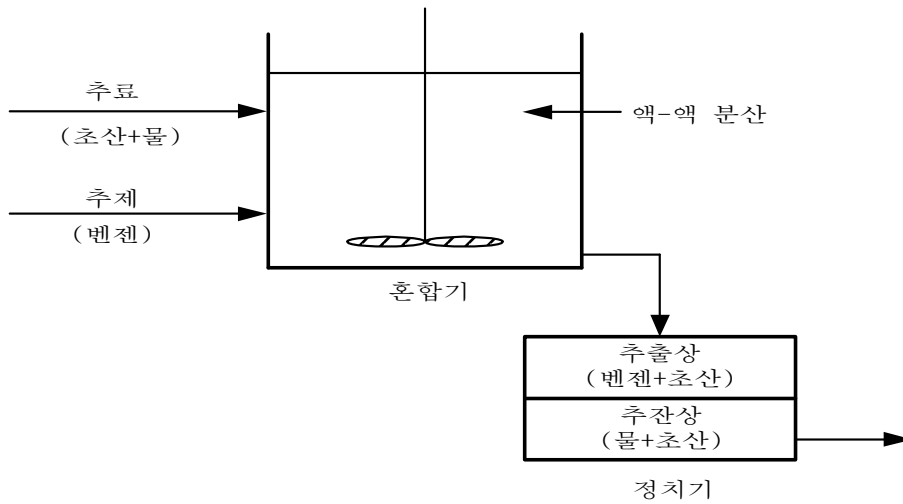 추료
(초산+물)
추제
(벤젠)
액-액 분산
혼합기
추출상
(벤젠+초산)
추잔상
(물+초산)
정치기